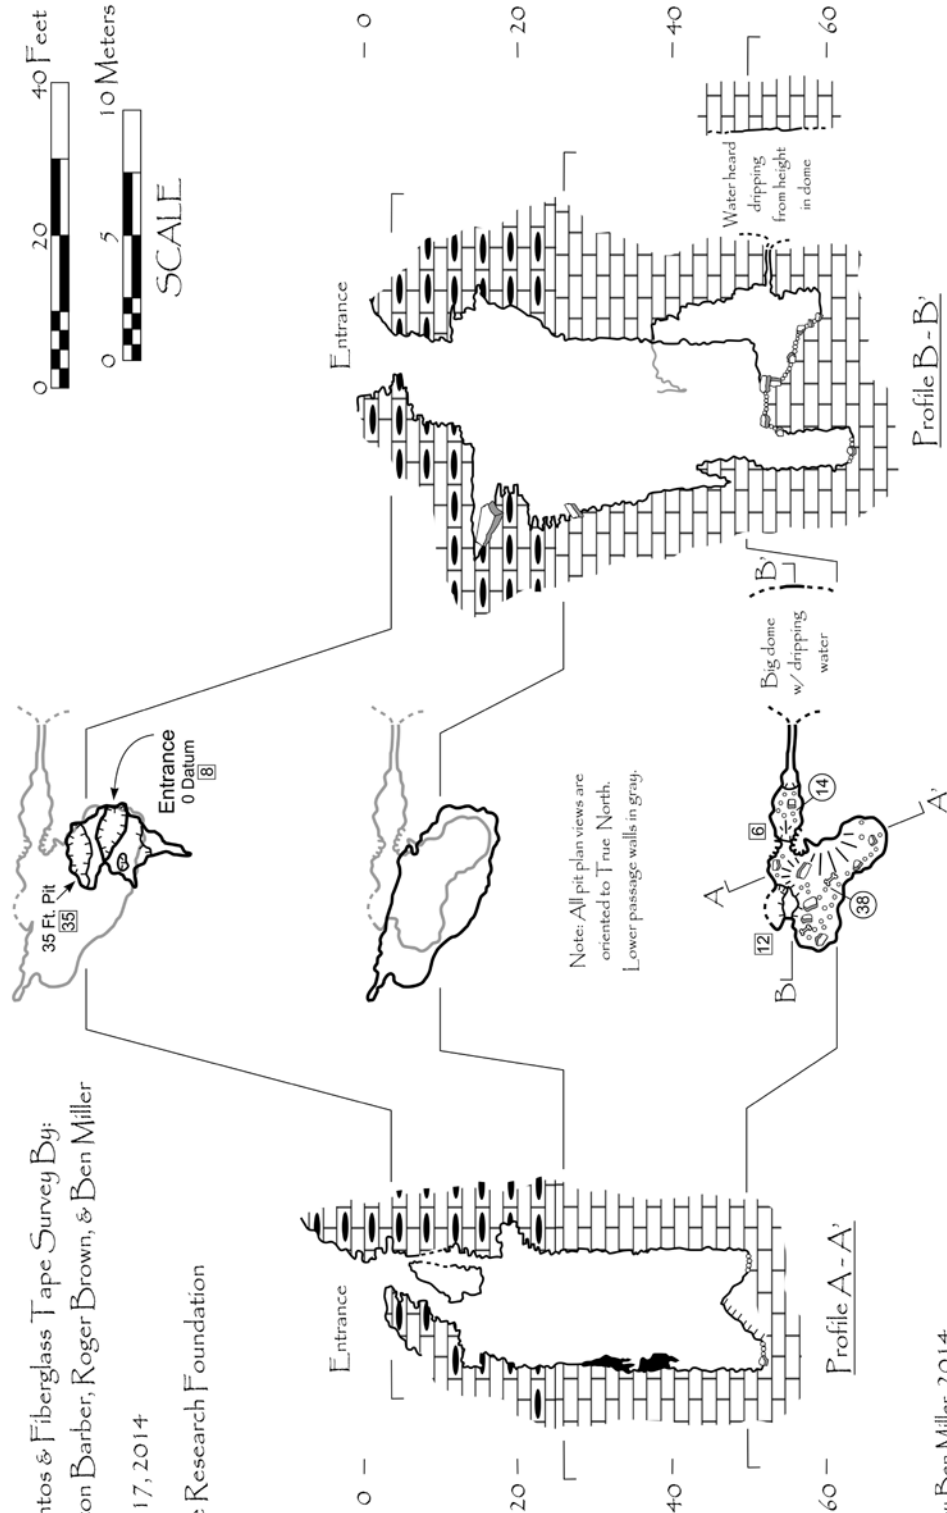 ntos & Fiberglass Tape Survey By:
on Barber, Roger Brown, & Ben Miller
17, 2014
e Research Foundation
0 20 40 Feet
0 5 10 Meters
SCALE
35 Ft. Pit
35
Entrance
0 Datum
8
Entrance
Entrance
0
20
40
60
0
20
40
60
Note: All pit plan views are
oriented to True North.
Lower passage walls in gray.
Water heard
dripping
from height
in dome
Big dome
w/ dripping
water
A
A'
B
B'
12
6
14
38
Profile A - A'
Profile B - B'
Ben Miller, 2014